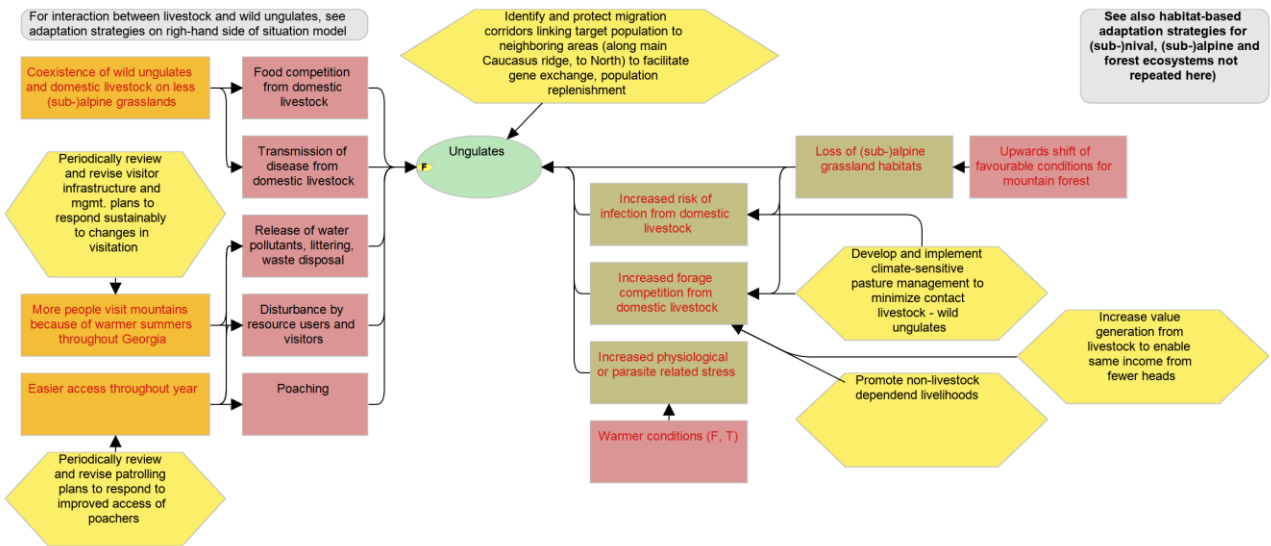 For interaction between livestock and wild ungulates, see
adaptation strategies on righ-hand side of situation model
Identify and protect migration
corridors linking target population to
neighboring areas (along main
Caucasus ridge, to North) to facilitate
gene exchange, population
replenishment
See also habitat-based
adaptation strategies for
(sub-)nival, (sub-)alpine and
forest ecosystems not
repeated here)
Coexistence of wild ungulates
and domestic livestock on less
(sub-)alpine grasslands
Food competition
from domestic
livestock
Transmission of
disease from
domestic livestock
Ungulates
F
Loss of (sub-)alpine
grassland habitats
Upwards shift of
favourable conditions for
mountain forest
Periodically review
and revise visitor
infrastructure and
mgmt. plans to
respond sustainably
to changes in
visitation
Increased risk of
infection from domestic
livestock
Release of water
pollutants, littering,
waste disposal
Develop and implement
climate-sensitive
pasture management to
minimize contact
livestock - wild
ungulates
Increased forage
competition from
domestic livestock
More people visit mountains
because of warmer summers
throughout Georgia
Disturbance by
resource users and
visitors
Increase value
generation from
livestock to enable
same income from
fewer heads
Increased physiological
or parasite related stress
Easier access throughout year
Poaching
Promote non-livestock
dependend livelihoods
Warmer conditions (F, T)
Periodically review
and revise patrolling
plans to respond to
improved access of
poachers